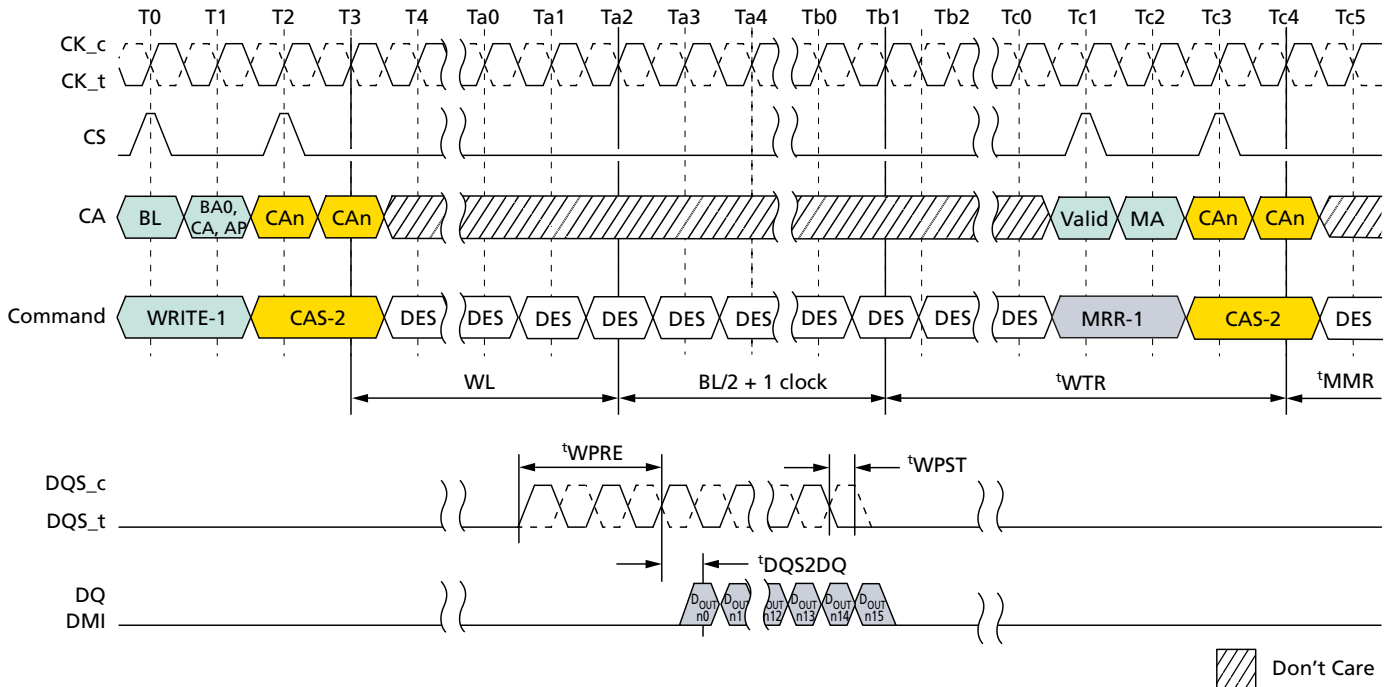 T0 T1 T2 T3 T4 Ta0 Ta1 Ta2 Ta3 Ta4 Tb0 Tb1 Tb2 Tc0 Tc1 Tc2 Tc3 Tc4 Tc5
CK_c
CK_t
CS
CA BL BA0, CA, AP CAn CAn Valid MA CAn CAn
Command WRITE-1 CAS-2 DES DES DES DES DES DES DES DES DES DES MRR-1 CAS-2 DES
WL BL/2 + 1 clock tWTR tMMR
tWPRE tWPST
DQS_c
DQS_t
tDQS2DQ
DQ
DMI
DOUT n0 DOUT n1 OUT n12 DOUT n13 DOUT n14 DOUT n15
Don't Care